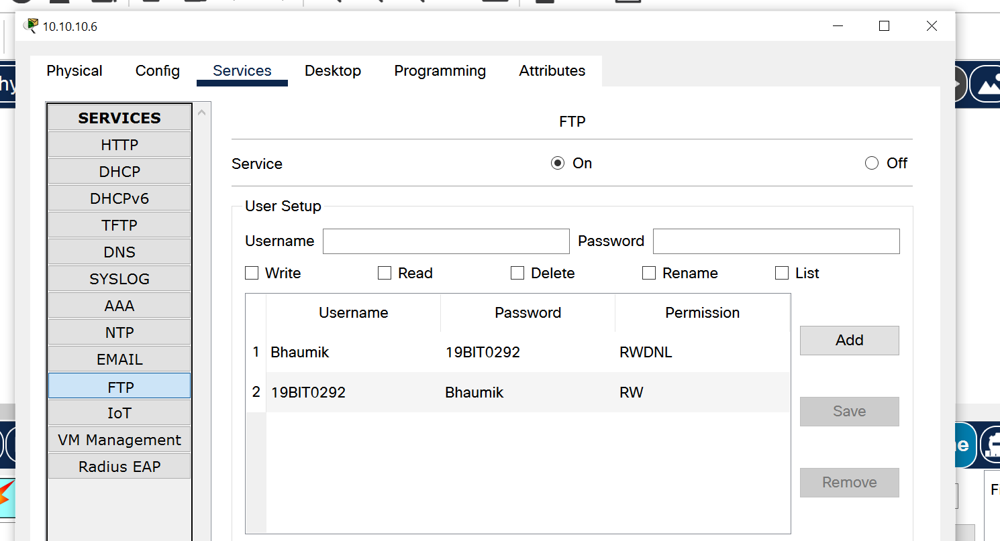 10.10.10.6
Physical Config Services Desktop Programming Attributes
SERVICES
HTTP
DHCP
DHCPv6
TFTP
DNS
SYSLOG
AAA
NTP
EMAIL
FTP
IoT
VM Management
Radius EAP
FTP
Service On Off
User Setup
Username Password
Write Read Delete Rename List
Username Password Permission
1 Bhaumik 19BIT0292 RWDNL
2 19BIT0292 Bhaumik RW
Add
Save
Remove